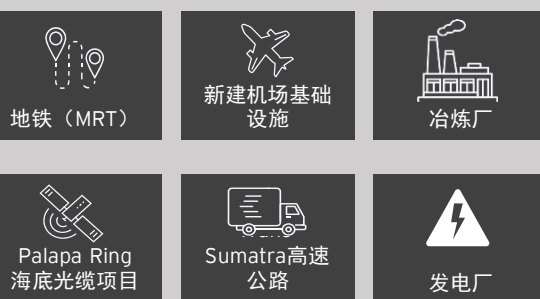 地铁（MRT）
新建机场基础
设施
冶炼厂
Palapa Ring
海底光缆项目
Sumatra高速
公路
发电厂